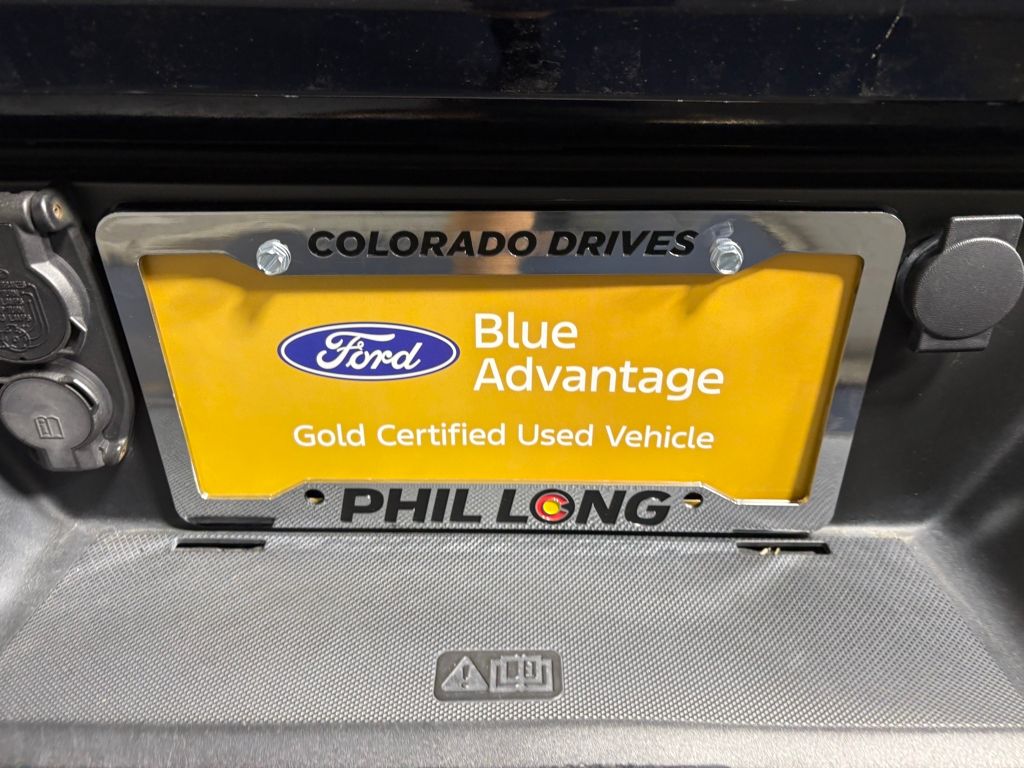 COLORADO DRIVES
Ford
Blue
Advantage
Gold Certified Used Vehicle
PHIL LONG